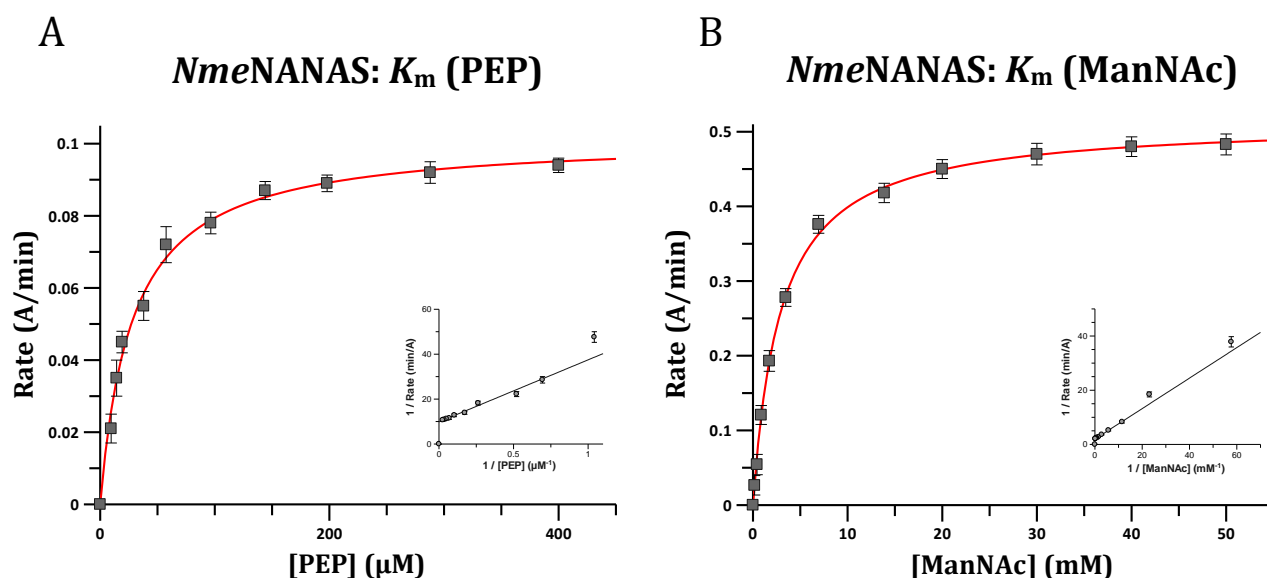 A
NmeNANAS: Km (PEP)
Rate (A/min)
0.1
0.08
0.06
0.04
0.02
0
0
200
400
[PEP] (µM)
1 / Rate (min/A)
60
40
20
0
0
0.5
1
1 / [PEP] (µM-1)
B
NmeNANAS: Km (ManNAc)
Rate (A/min)
0.5
0.4
0.3
0.2
0.1
0
0
10
20
30
40
50
[ManNAc] (mM)
1 / Rate (min/A)
40
20
0
0
20
40
60
1 / [ManNAc] (mM-1)